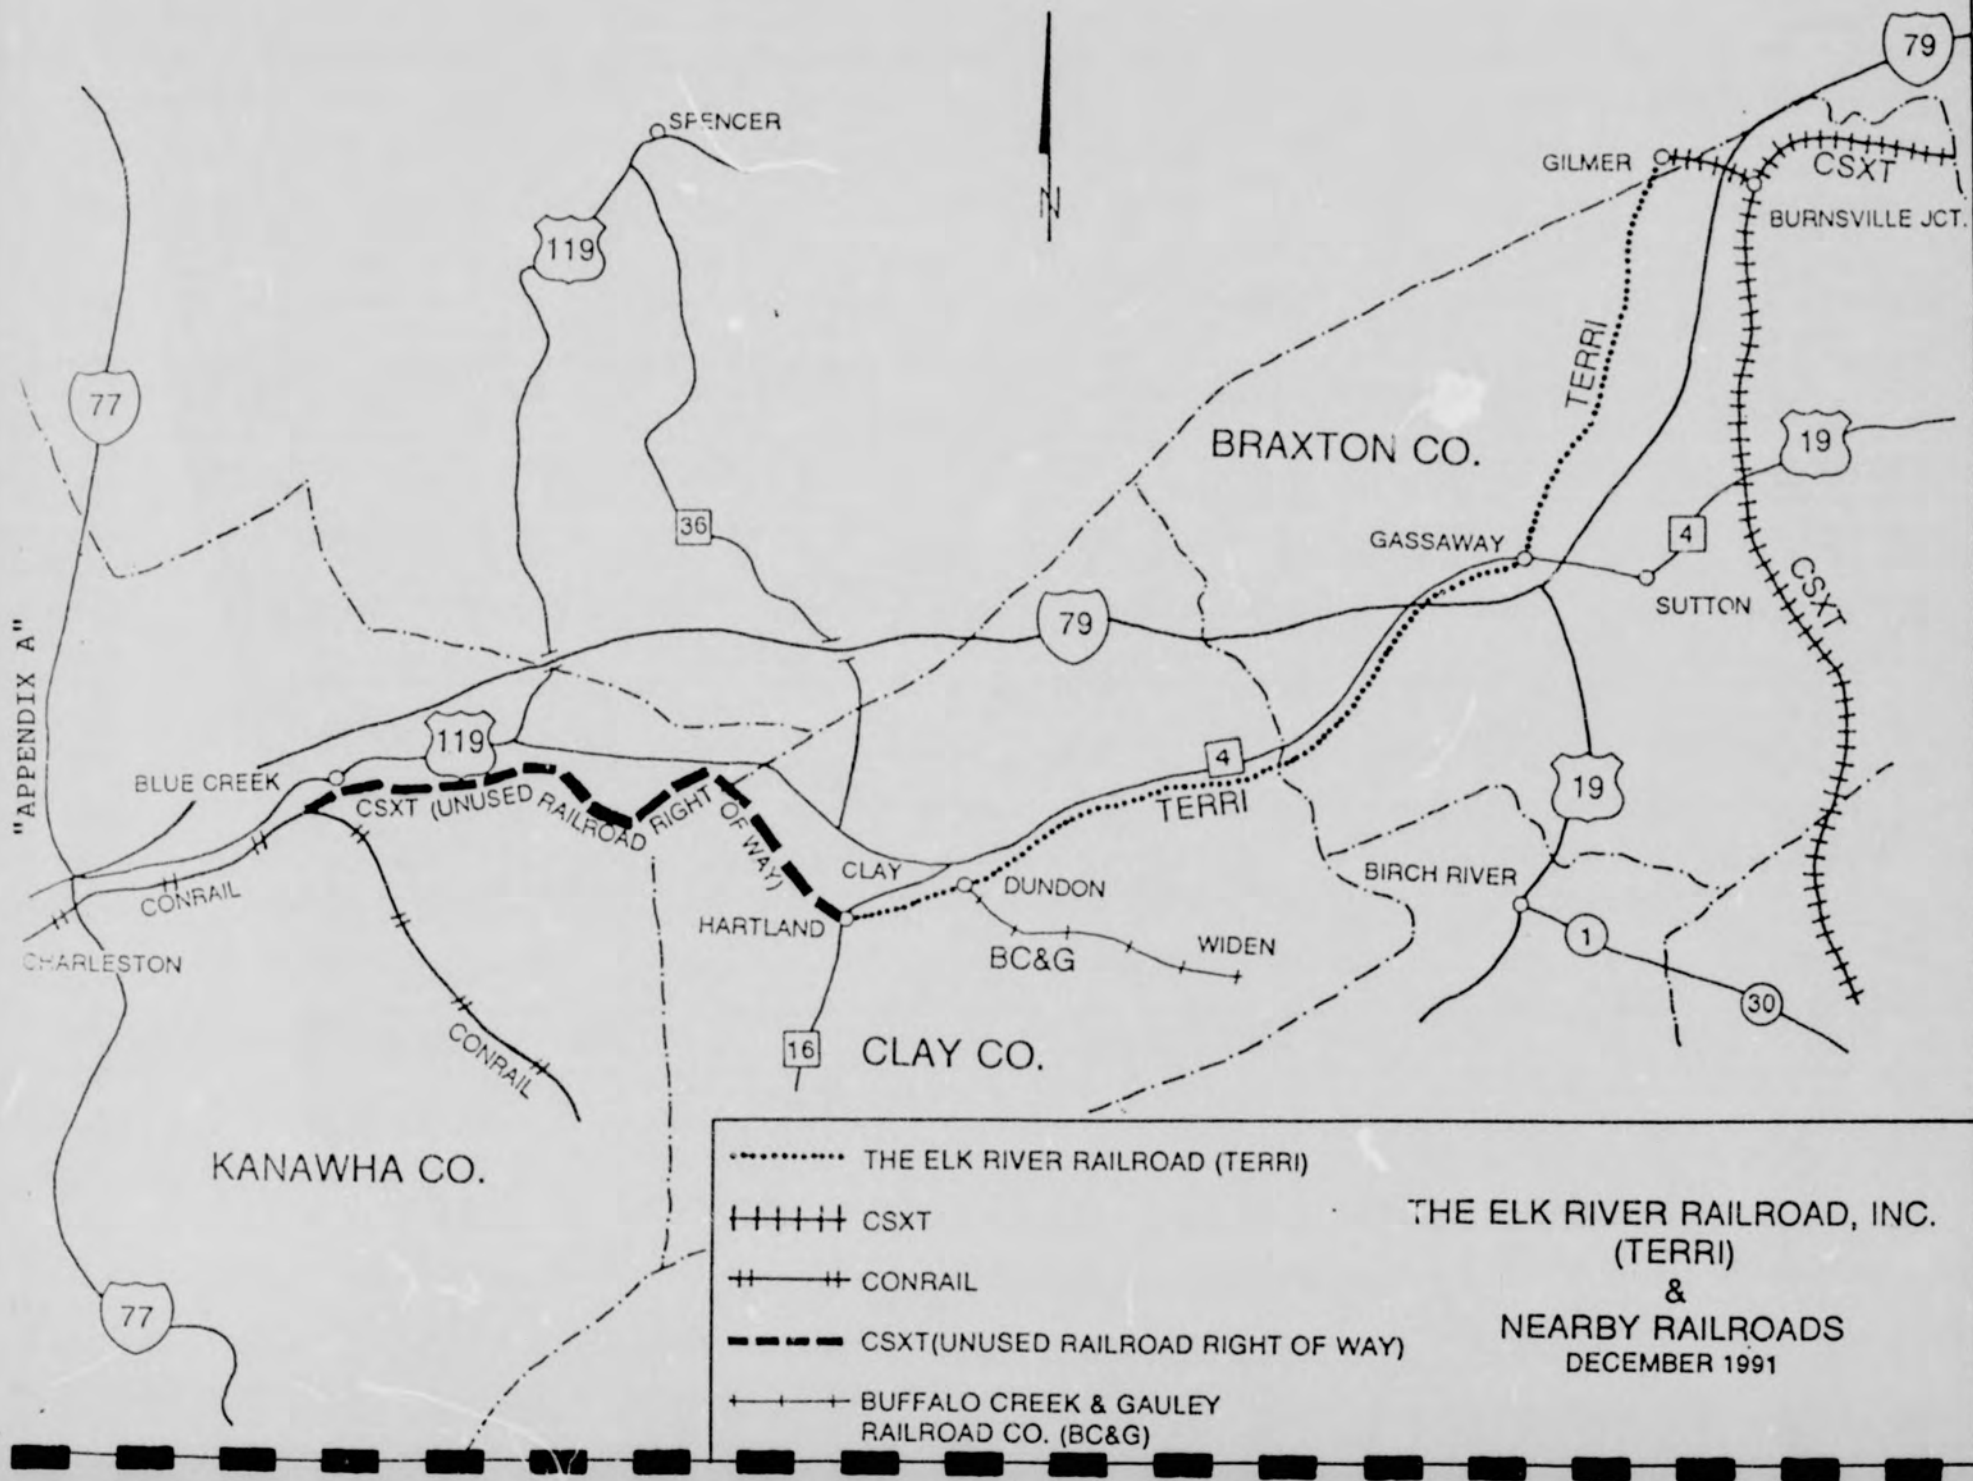 79
SPENCER
GILMER
CSXT
BURNSVILLE JCT.
119
N
77
TERRI
BRAXTON CO.
19
36
4
GASSAWAY
SUTTON
CSXT
79
"APPENDIX A"
119
BLUE CREEK
CSXT (UNUSED RAILROAD RIGHT OF WAY)
4
TERRI
19
CLAY
DUNDON
BIRCH RIVER
CONRAIL
HARTLAND
1
WIDEN
BC&G
CHARLESTON
30
CONRAIL
16
CLAY CO.
KANAWHA CO.
77
THE ELK RIVER RAILROAD (TERRI)
CSXT
CONRAIL
CSXT(UNUSED RAILROAD RIGHT OF WAY)
BUFFALO CREEK & GAULEY
RAILROAD CO. (BC&G)
THE ELK RIVER RAILROAD, INC.
(TERRI)
&
NEARBY RAILROADS
DECEMBER 1991